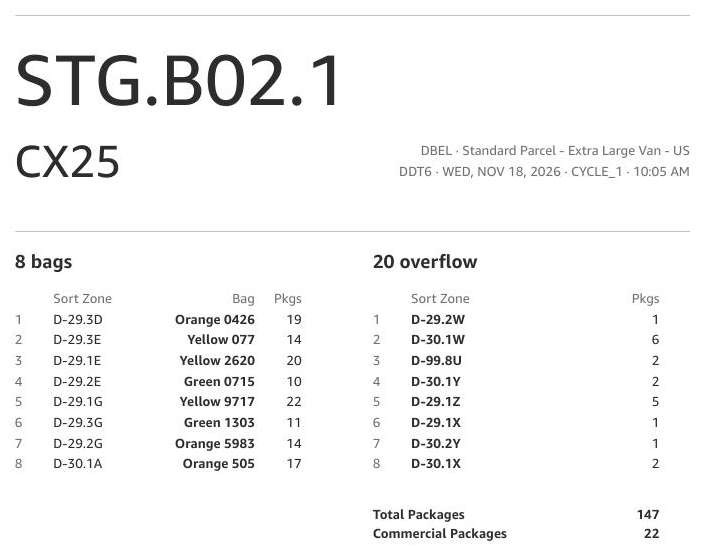 STG.B02.1
CX25
DBEL · Standard Parcel - Extra Large Van - US
DDT6 · WED, NOV 18, 2026 · CYCLE_1 · 10:05 AM
8 bags
Sort Zone Bag Pkgs
1 D-29.3D Orange 0426 19
2 D-29.3E Yellow 077 14
3 D-29.1E Yellow 2620 20
4 D-29.2E Green 0715 10
5 D-29.1G Yellow 9717 22
6 D-29.3G Green 1303 11
7 D-29.2G Orange 5983 14
8 D-30.1A Orange 505 17
20 overflow
Sort Zone Pkgs
1 D-29.2W 1
2 D-30.1W 6
3 D-99.8U 2
4 D-30.1Y 2
5 D-29.1Z 5
6 D-29.1X 1
7 D-30.2Y 1
8 D-30.1X 2
Total Packages 147
Commercial Packages 22